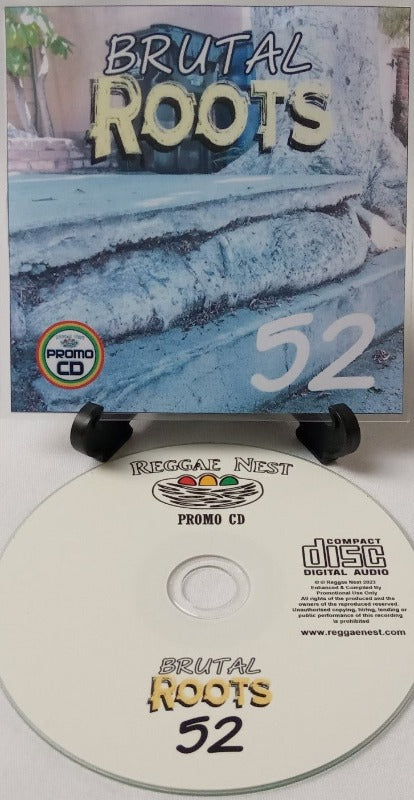 BRUTAL
ROOTS
PROMO
CD
52
REGGAE NEST
PROMO CD
COMPACT
disc
DIGITAL AUDIO
Reggae Nest 2023
Enhanced & Compiled By
Promotional Use Only
All rights of the produced and the
owners of the reproduced reserved.
Unauthorised copying, hiring, lending or
public performance of this recording
is prohibited
www.reggaenest.com
BRUTAL
ROOTS
52